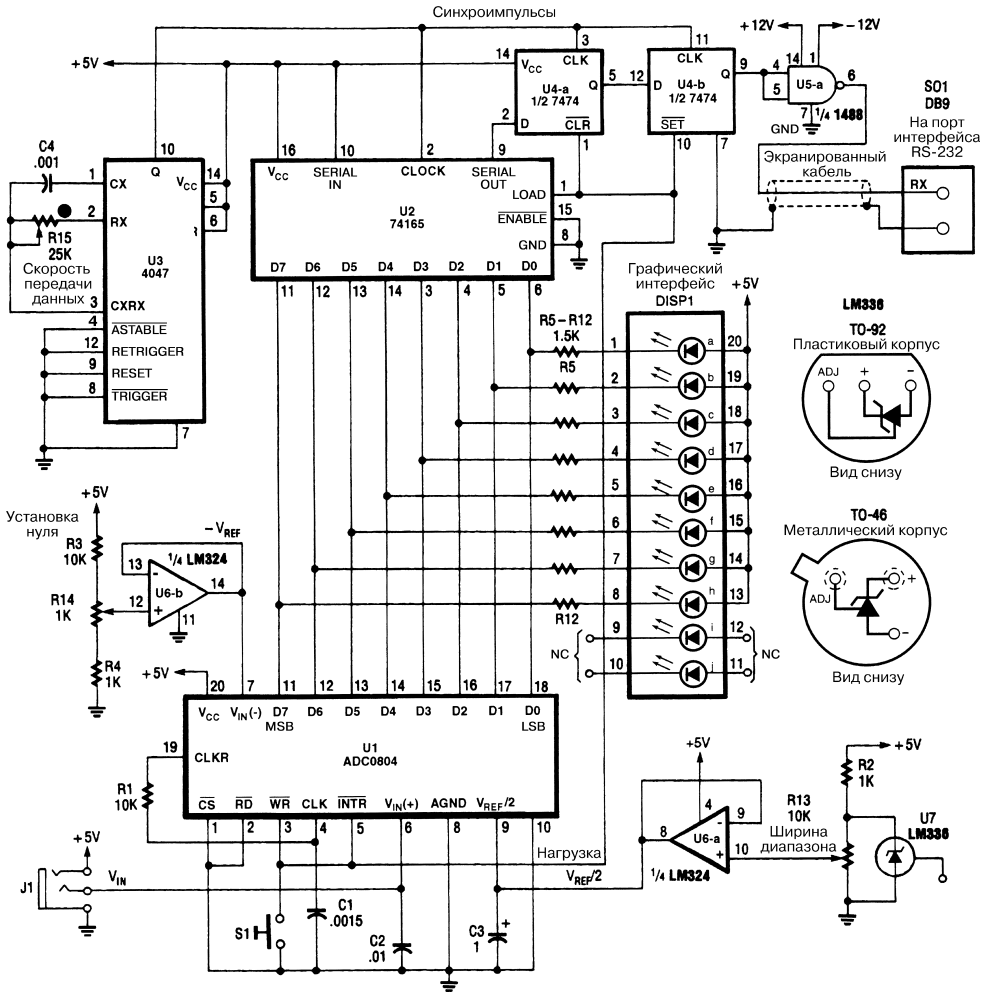 Синхроимпульсы
+12V
-12V
+5V
14
VCC
3
CLK
U4-a
1/2 7474
2
D
Q
5
CLR
1
11
CLK
12
D
U4-b
1/2 7474
Q
9
SET
10
7
14
1
4
5
U5-a
6
7
1/4 1488
GND
SO1
DB9
На порт
интерфейса
RS-232
Экранированный
кабель
RX
C4
.001
10
Q
1
CX
VCC
14
5
6
2
RX
R15
25K
Скорость
передачи
данных
U3
4047
3
CXRX
4
ASTABLE
12
RETRIGGER
9
RESET
8
TRIGGER
7
16
10
2
9
VCC
SERIAL
IN
CLOCK
SERIAL
OUT
LOAD
1
U2
74165
ENABLE
15
GND
8
D7
D6
D5
D4
D3
D2
D1
D0
11
12
13
14
3
4
5
6
Графический
интерфейс
DISP1
+5V
R5-R12
1.5K
R5
1
a
20
2
b
19
3
c
18
4
d
17
5
e
16
6
f
15
7
g
14
8
h
13
R12
9
i
12
10
j
11
NC
NC
LM336
TO-92
Пластиковый корпус
ADJ
+
-
Вид снизу
TO-46
Металлический корпус
-
+
ADJ
-
Вид снизу
+5V
Установка
нуля
R3
10K
R14
1K
R4
1K
-VREF
1/4 LM324
13
-
U6-b
14
12
+
11
+5V
20
7
11
12
13
14
15
16
17
18
VCC
VIN(-)
D7
MSB
D6
D5
D4
D3
D2
D1
D0
LSB
19
CLKR
U1
ADC0804
R1
10K
CS
RD
WR
CLK
INTR
VIN(+)
AGND
VREF/2
1
2
3
4
5
6
8
9
10
Нагрузка
VREF/2
+5V
J1
VIN
S1
C1
.0015
C2
.01
C3
1
+
+5V
4
-
9
8
U6-a
+
10
1/4 LM324
R13
10K
Ширина
диапазона
+5V
R2
1K
U7
LM336